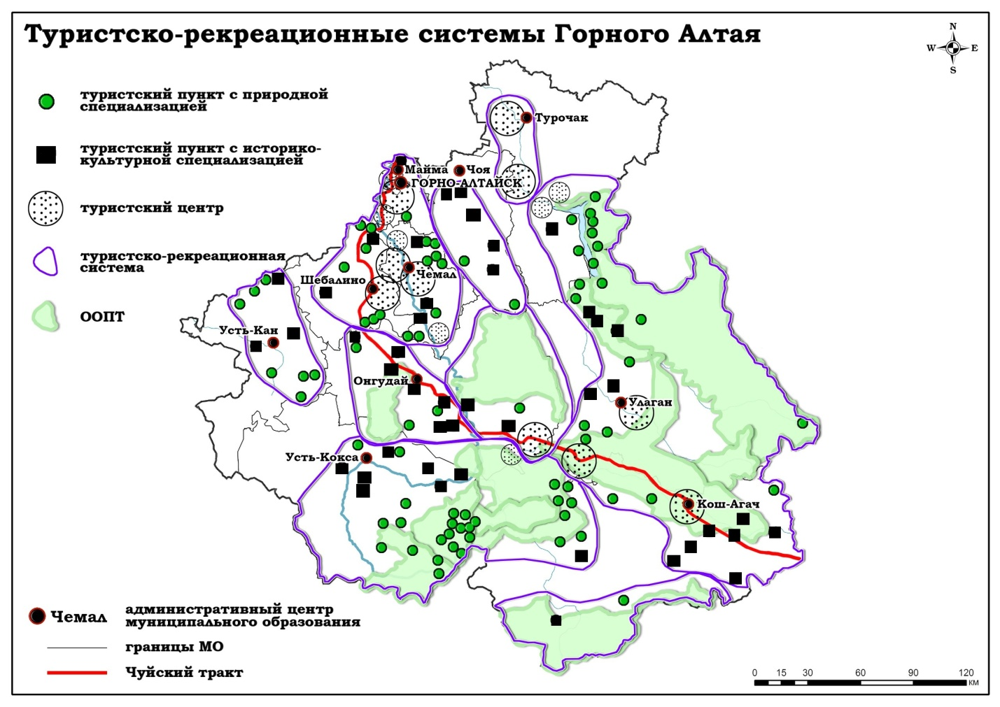 Туристско-рекреационные системы Горного Алтая
N
W E
S
туристский пункт с природной
специализацией
туристский пункт с историко-
культурной специализацией
туристский центр
туристско-рекреационная
система
ООПТ
Турочак
Майма
Чоя
ГОРНО-АЛТАЙСК
Чемал
Шебалино
Усть-Кан
Онгудай
Улаган
Усть-Кокса
Кош-Агач
Чемал
административный центр
муниципального образования
границы МО
Чуйский тракт
0 15 30 60 90 120
км